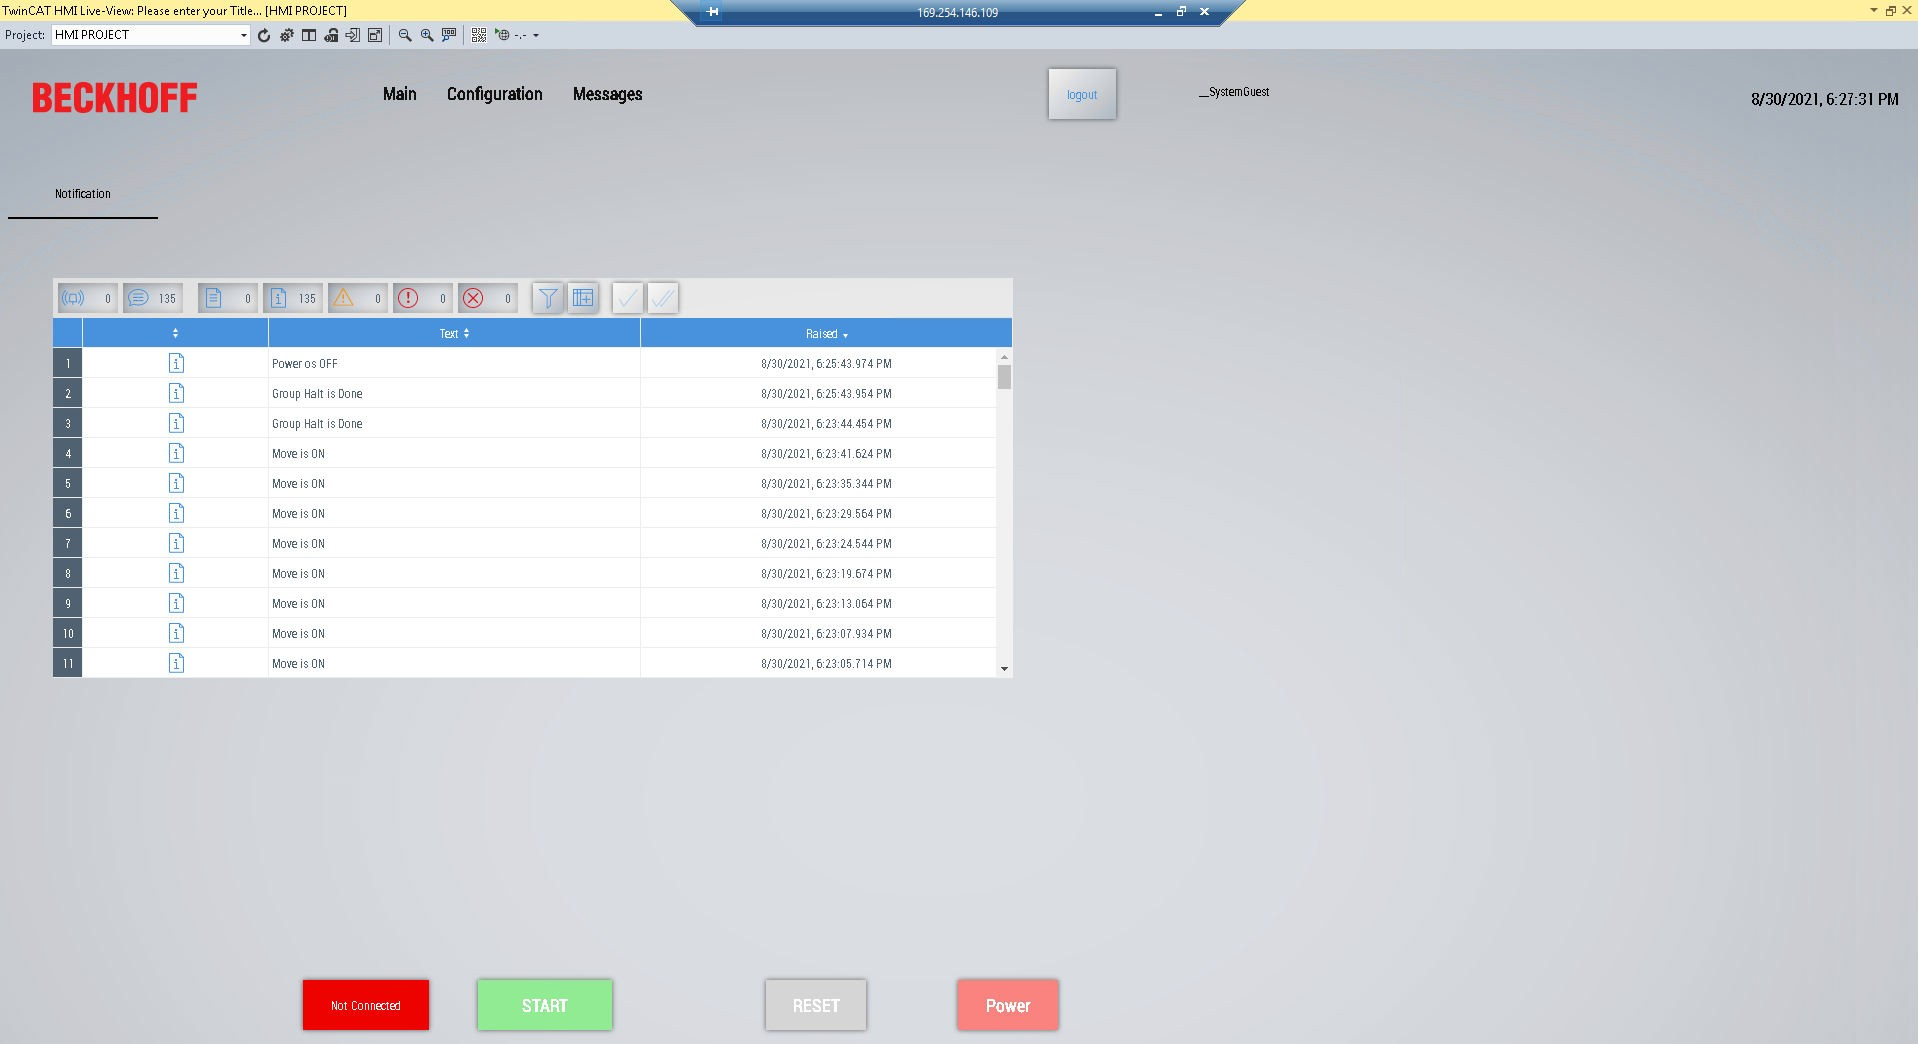 TwinCAT HMI Live-View: Please enter your Title... [HMI PROJECT]
169.254.146.109
Project: HMI PROJECT
-.-
BECKHOFF
Main Configuration Messages
logout
__SystemGuest
8/30/2021, 6:27:31 PM
Notification
0 135 0 135 0 0 0
Text Raised
1 Power os OFF 8/30/2021, 6:25:43.974 PM
2 Group Halt is Done 8/30/2021, 6:25:43.954 PM
3 Group Halt is Done 8/30/2021, 6:23:44.454 PM
4 Move is ON 8/30/2021, 6:23:41.624 PM
5 Move is ON 8/30/2021, 6:23:35.344 PM
6 Move is ON 8/30/2021, 6:23:29.564 PM
7 Move is ON 8/30/2021, 6:23:24.544 PM
8 Move is ON 8/30/2021, 6:23:19.674 PM
9 Move is ON 8/30/2021, 6:23:13.064 PM
10 Move is ON 8/30/2021, 6:23:07.934 PM
11 Move is ON 8/30/2021, 6:23:05.714 PM
Not Connected START RESET Power